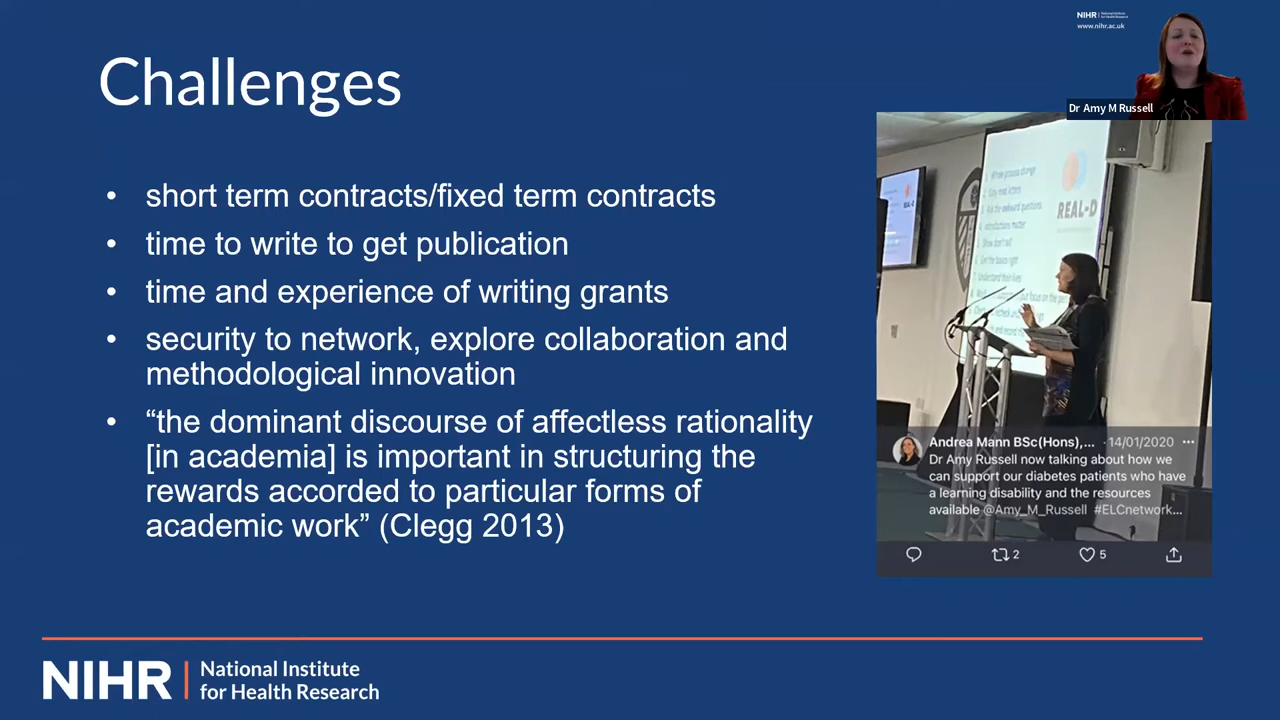 NIHR | National Institute
for Health Research
www.nihr.ac.uk
Dr Amy M Russell
Challenges
• short term contracts/fixed term contracts
• time to write to get publication
• time and experience of writing grants
• security to network, explore collaboration and
methodological innovation
• “the dominant discourse of affectless rationality
[in academia] is important in structuring the
rewards accorded to particular forms of
academic work” (Clegg 2013)
REAL-D
Andrea Mann BSc(Hons),... · 14/01/2020 •••
Dr Amy Russell now talking about how we
can support our diabetes patients who have
a learning disability and the resources
available @Amy_M_Russell #ELCnetwork...
2
5
NIHR | National Institute
for Health Research